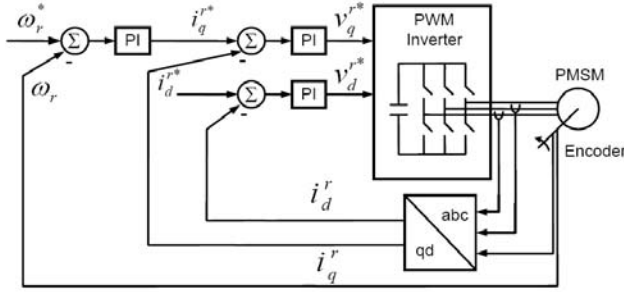 ω_r^*
Σ
-
PI
i_q^{r*}
Σ
-
PI
v_q^{r*}
PWM
Inverter
ω_r
i_d^{r*}
Σ
-
PI
v_d^{r*}
PMSM
Encoder
i_d^r
abc
qd
i_q^r